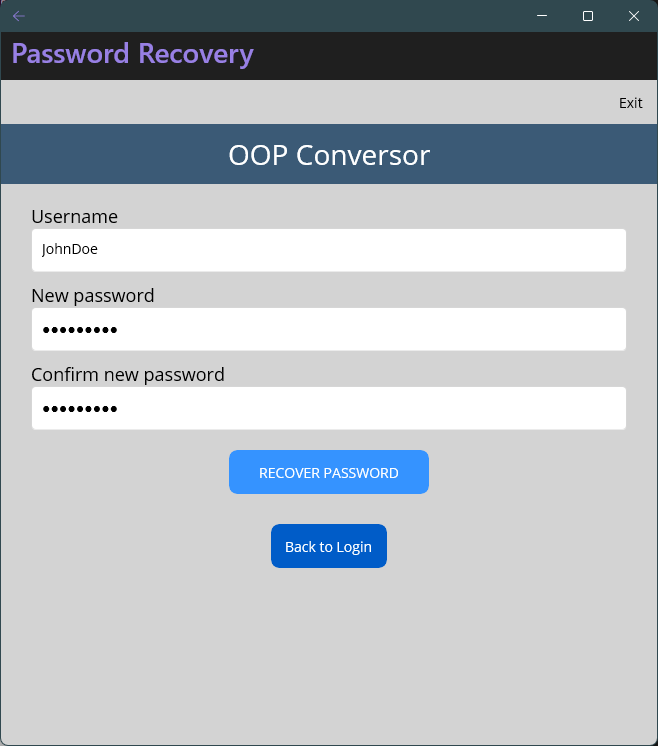 Password Recovery
Exit
OOP Conversor
Username
JohnDoe
New password
•••••••••
Confirm new password
•••••••••
RECOVER PASSWORD
Back to Login